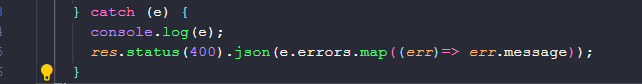 } catch (e) {
console.log(e);
res.status(400).json(e.errors.map((err)=> err.message));
}